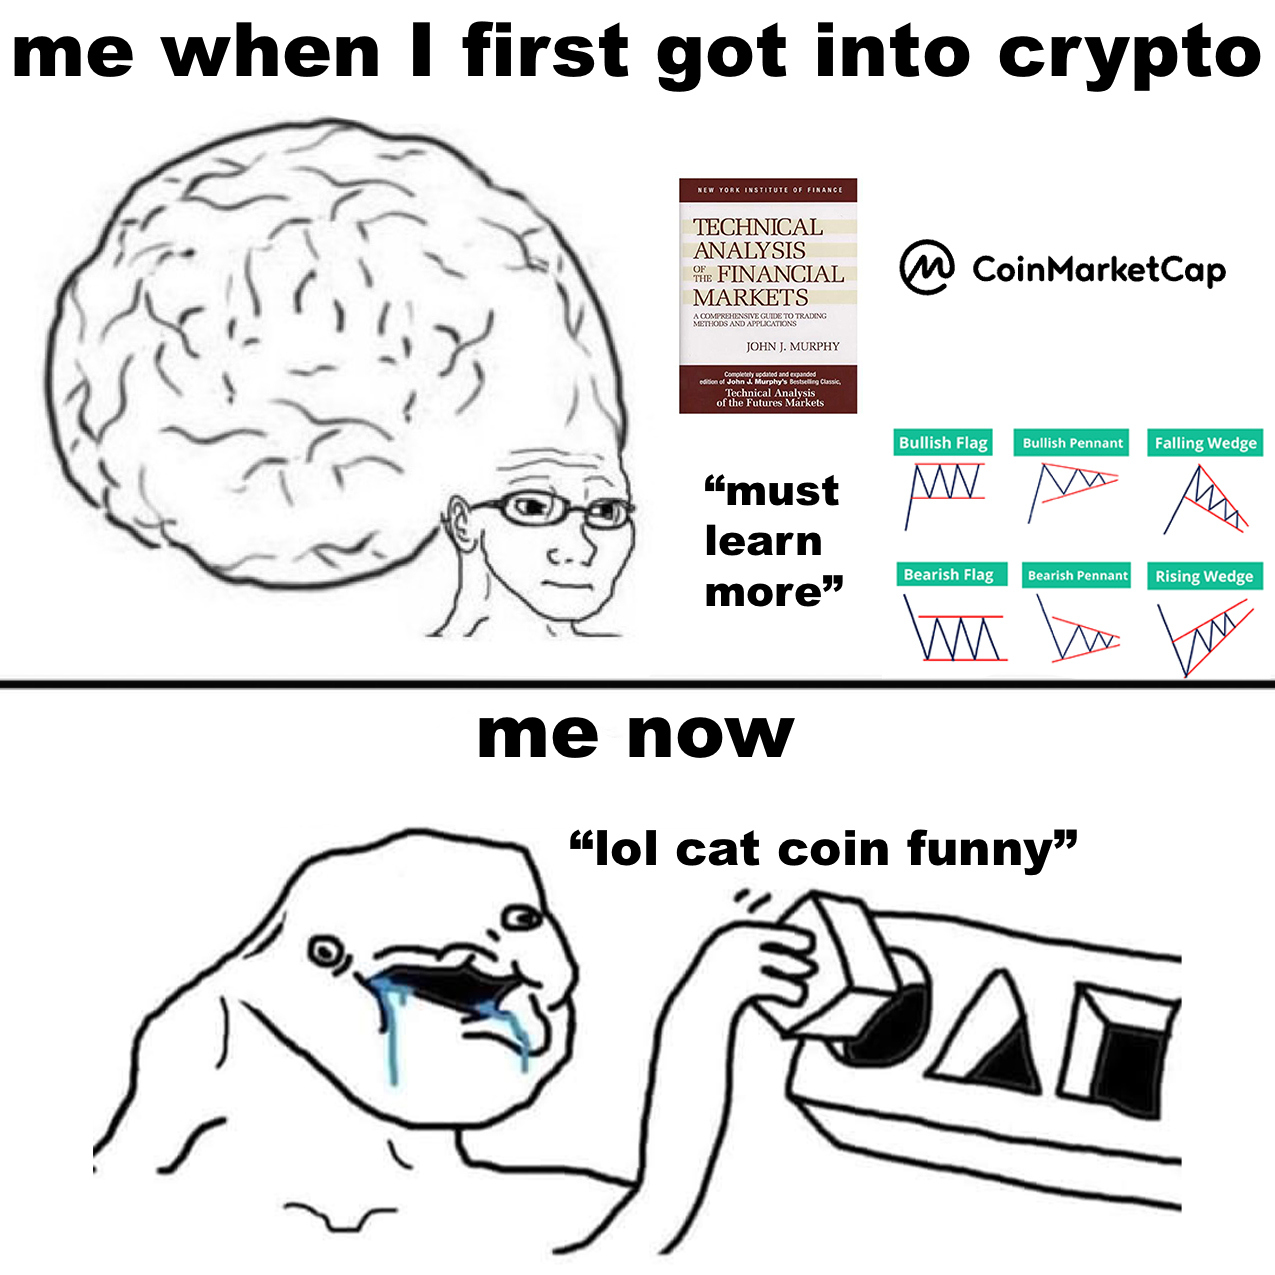 me when I first got into crypto
NEW YORK INSTITUTE OF FINANCE
TECHNICAL
ANALYSIS
OF THE FINANCIAL
MARKETS
A COMPREHENSIVE GUIDE TO TRADING
METHODS AND APPLICATIONS
JOHN J. MURPHY
Completely updated and expanded
edition of John J. Murphy's Bestselling Classic,
Technical Analysis
of the Futures Markets
CoinMarketCap
“must
learn
more”
Bullish Flag
Bullish Pennant
Falling Wedge
Bearish Flag
Bearish Pennant
Rising Wedge
me now
“lol cat coin funny”